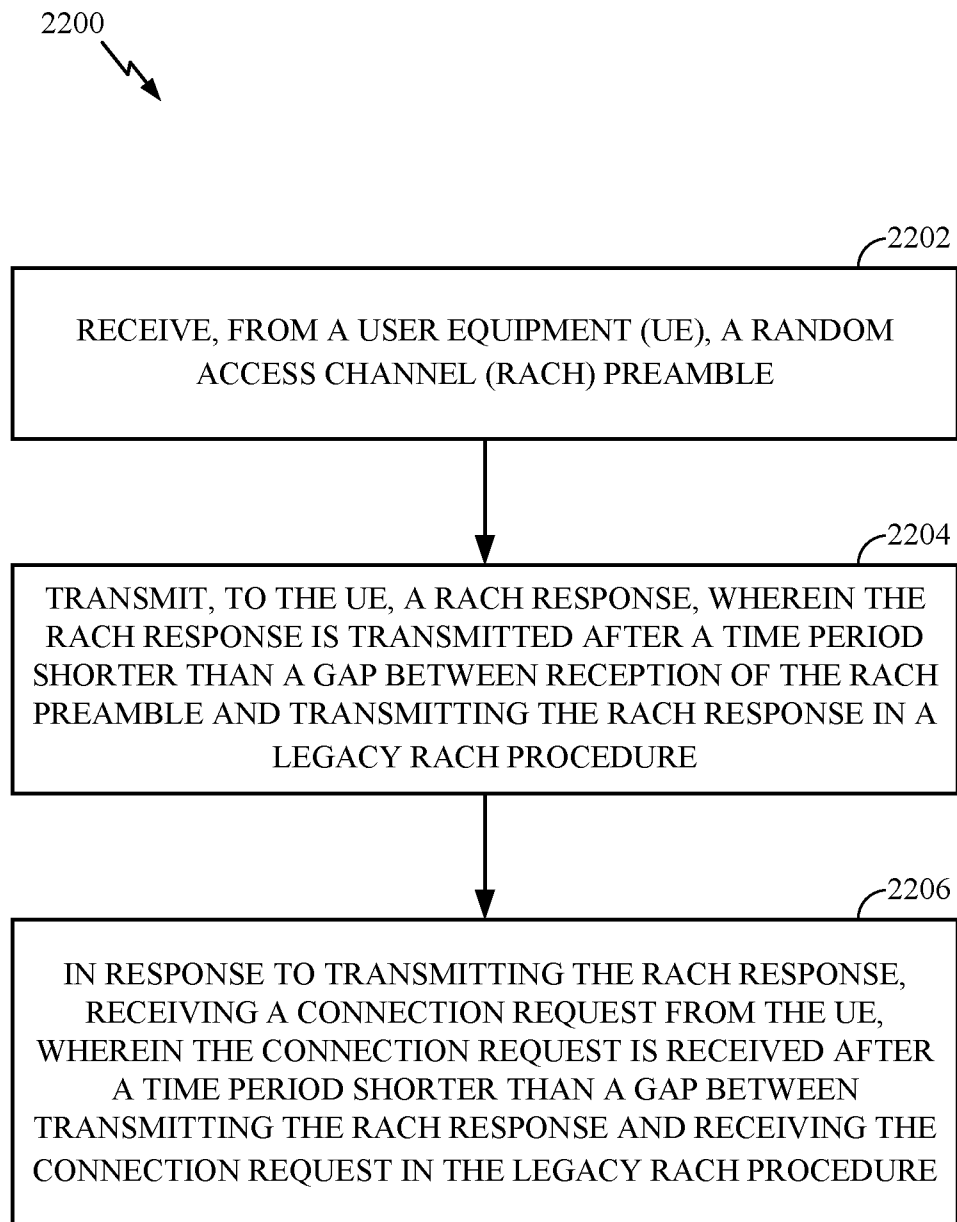 2200
2202
RECEIVE, FROM A USER EQUIPMENT (UE), A RANDOM
ACCESS CHANNEL (RACH) PREAMBLE
2204
TRANSMIT, TO THE UE, A RACH RESPONSE, WHEREIN THE
RACH RESPONSE IS TRANSMITTED AFTER A TIME PERIOD
SHORTER THAN A GAP BETWEEN RECEPTION OF THE RACH
PREAMBLE AND TRANSMITTING THE RACH RESPONSE IN A
LEGACY RACH PROCEDURE
2206
IN RESPONSE TO TRANSMITTING THE RACH RESPONSE,
RECEIVING A CONNECTION REQUEST FROM THE UE,
WHEREIN THE CONNECTION REQUEST IS RECEIVED AFTER
A TIME PERIOD SHORTER THAN A GAP BETWEEN
TRANSMITTING THE RACH RESPONSE AND RECEIVING THE
CONNECTION REQUEST IN THE LEGACY RACH PROCEDURE